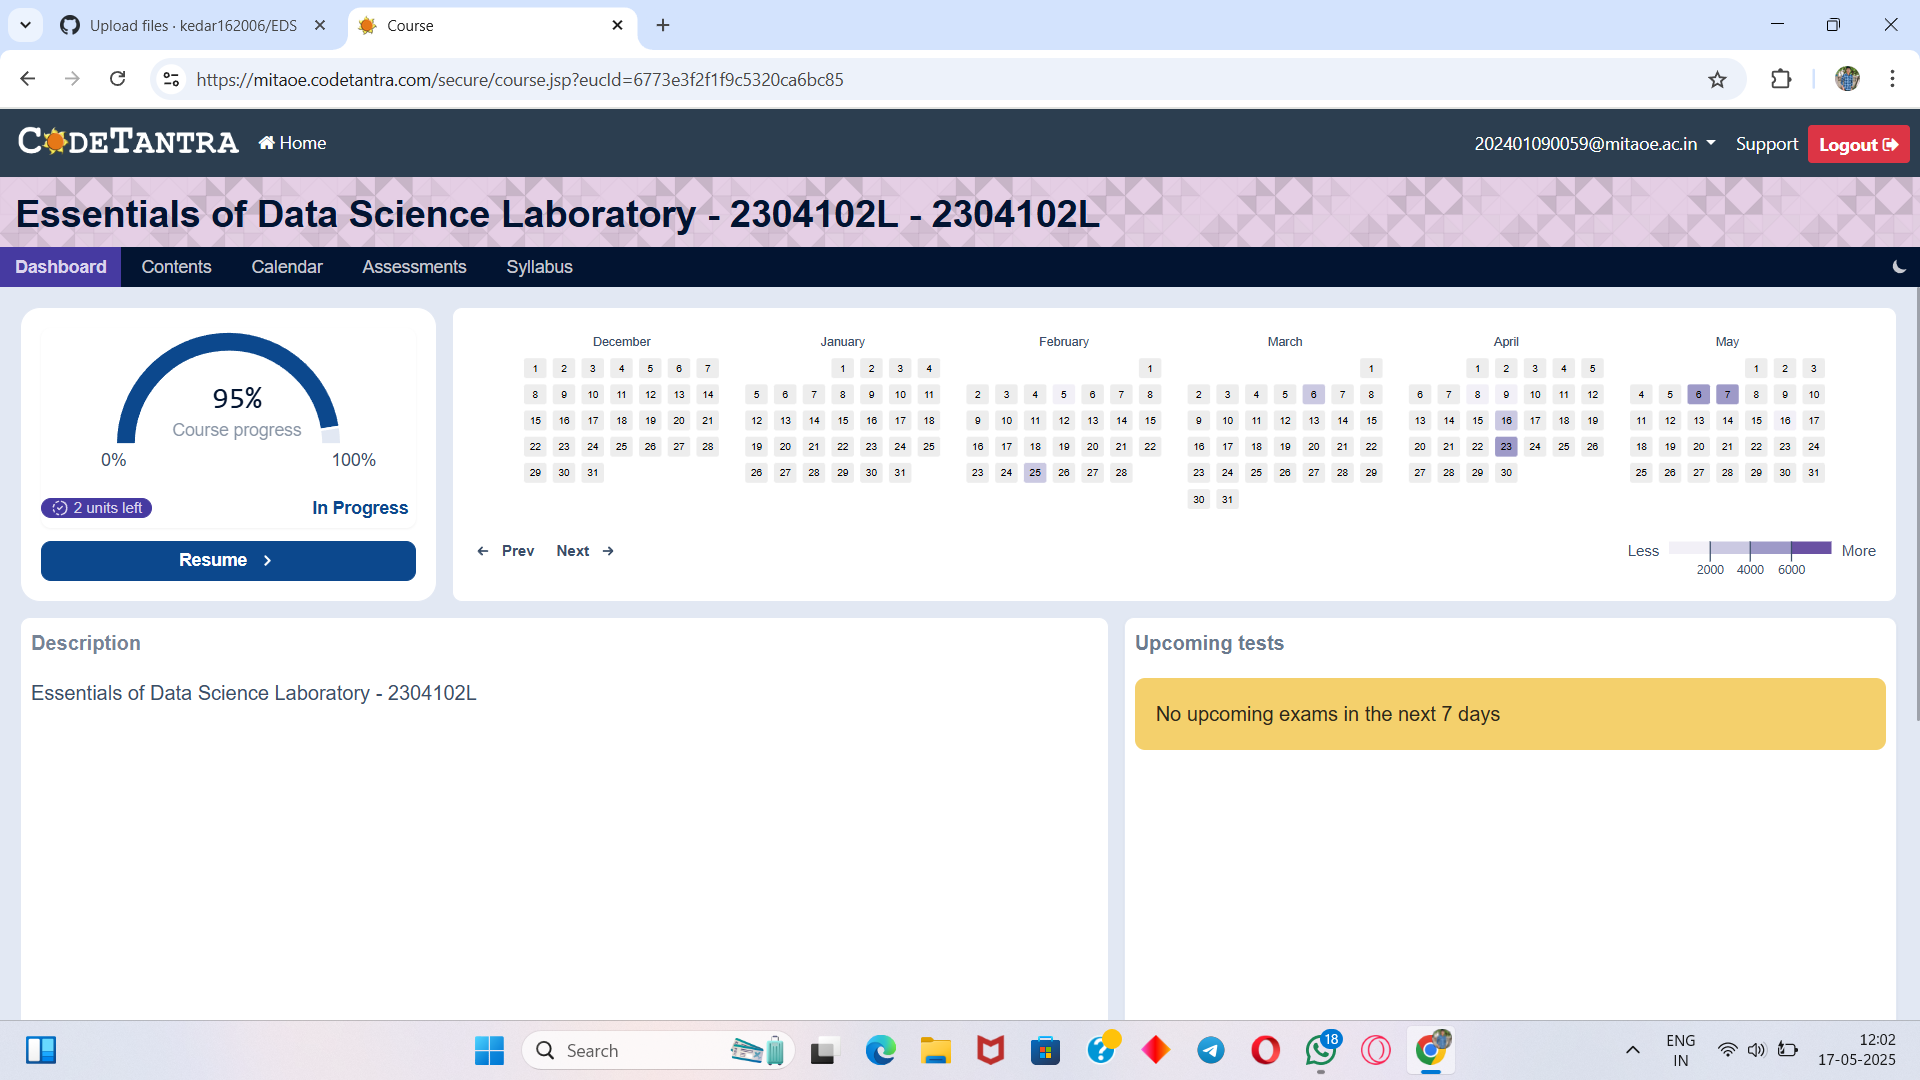 Upload files · kedar162006/EDS
Course
https://mitaoe.codetantra.com/secure/course.jsp?eucId=6773e3f2f1f9c5320ca6bc85
CODETANTRA
Home
202401090059@mitaoe.ac.in
Support
Logout
Essentials of Data Science Laboratory - 2304102L - 2304102L
Dashboard Contents Calendar Assessments Syllabus
95%
Course progress
0% 100%
2 units left
In Progress
Resume
December
1 2 3 4 5 6 7
8 9 10 11 12 13 14
15 16 17 18 19 20 21
22 23 24 25 26 27 28
29 30 31
January
1 2 3 4
5 6 7 8 9 10 11
12 13 14 15 16 17 18
19 20 21 22 23 24 25
26 27 28 29 30 31
February
1
2 3 4 5 6 7 8
9 10 11 12 13 14 15
16 17 18 19 20 21 22
23 24 25 26 27 28
March
1
2 3 4 5 6 7 8
9 10 11 12 13 14 15
16 17 18 19 20 21 22
23 24 25 26 27 28 29
30 31
April
1 2 3 4 5
6 7 8 9 10 11 12
13 14 15 16 17 18 19
20 21 22 23 24 25 26
27 28 29 30
May
1 2 3
4 5 6 7 8 9 10
11 12 13 14 15 16 17
18 19 20 21 22 23 24
25 26 27 28 29 30 31
Prev Next
Less More
2000 4000 6000
Description
Essentials of Data Science Laboratory - 2304102L
Upcoming tests
No upcoming exams in the next 7 days
Search
18
ENG
IN
12:02
17-05-2025